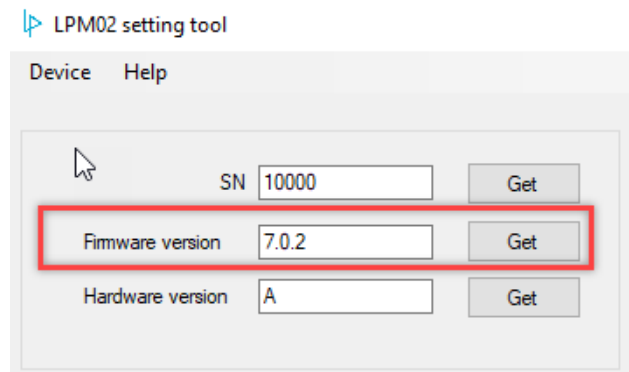 LPM02 setting tool
Device Help
SN 10000 Get
Firmware version 7.0.2 Get
Hardware version A Get